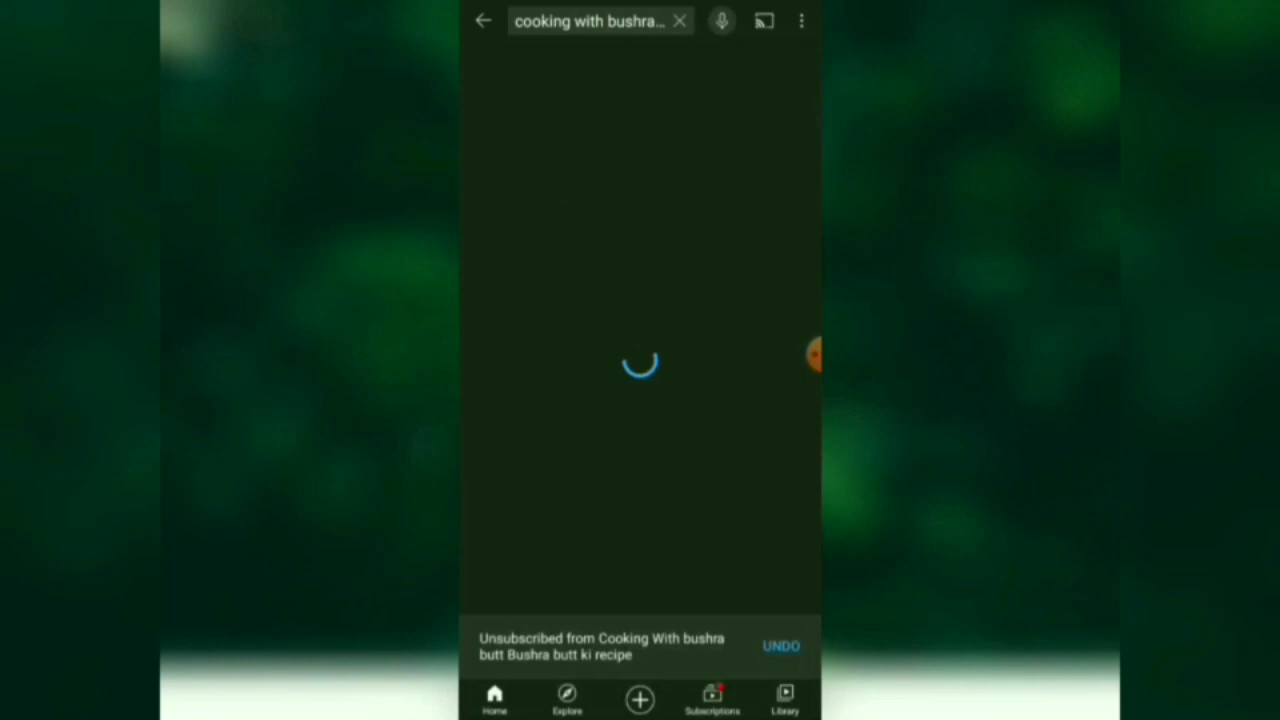 cooking with bushra...
Unsubscribed from Cooking With bushra
butt Bushra butt ki recipe
UNDO
Home
Explore
Subscriptions
Library